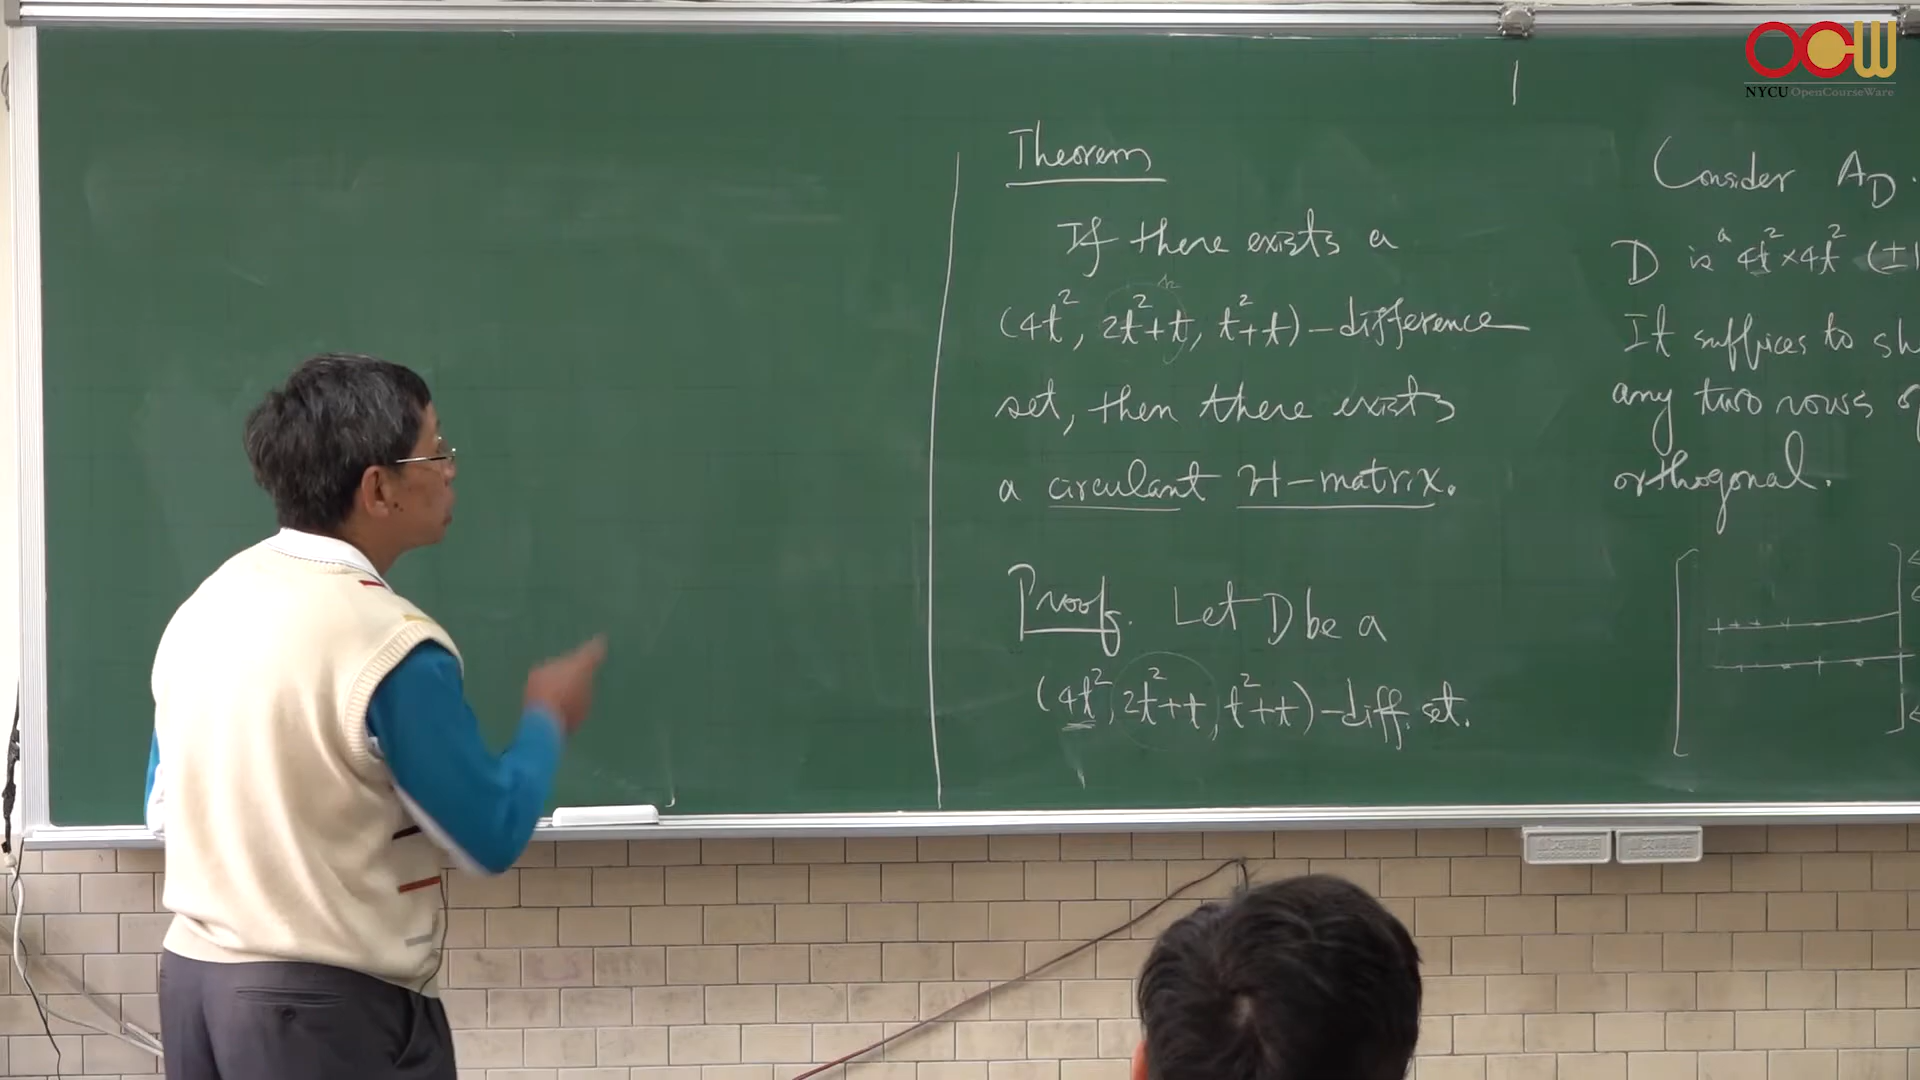 OCW
NYCU OpenCourseWare
Theorem
If there exists a
(4t², 2t²+t, t²+t)-difference
set, then there exists
a circulant H-matrix.
Proof. Let D be a
(4t², 2t²+t, t²+t)-diff. set.
Consider A_D.
D is a 4t²×4t² (±1
It suffices to sh
any two rows o
orthogonal.